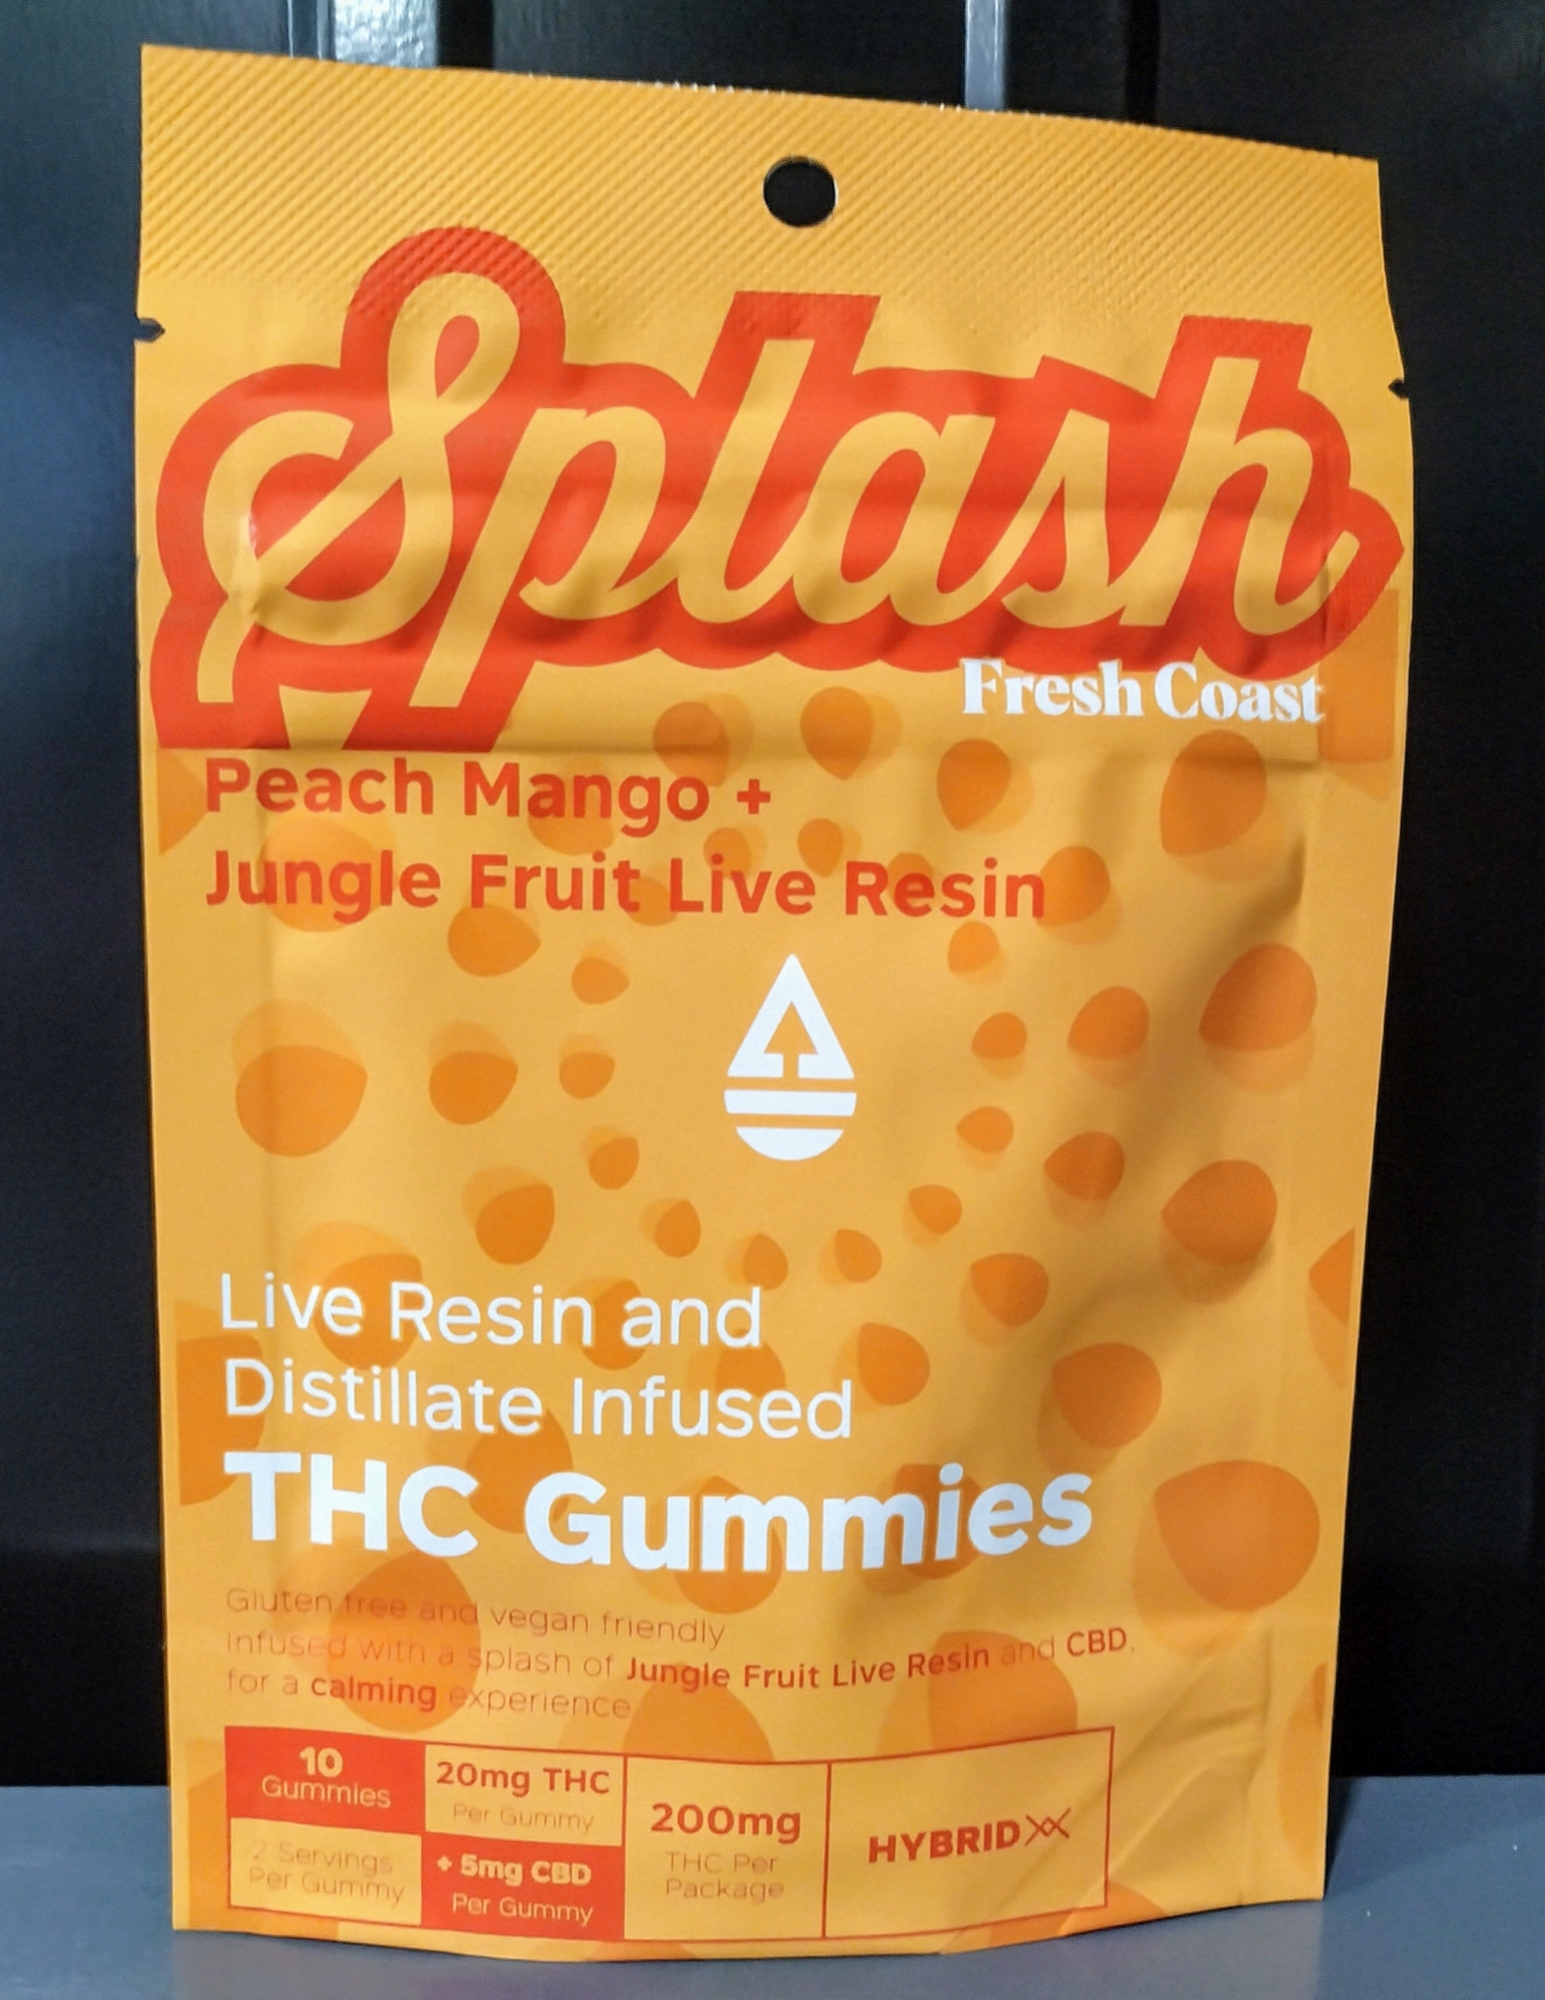 Splash
Fresh Coast
Peach Mango +
Jungle Fruit Live Resin
Live Resin and
Distillate Infused
THC Gummies
Gluten free and vegan friendly
Infused with a splash of Jungle Fruit Live Resin and CBD,
for a calming experience
10
Gummies
2 Servings
Per Gummy
20mg THC
Per Gummy
+ 5mg CBD
Per Gummy
200mg
THC Per
Package
HYBRID